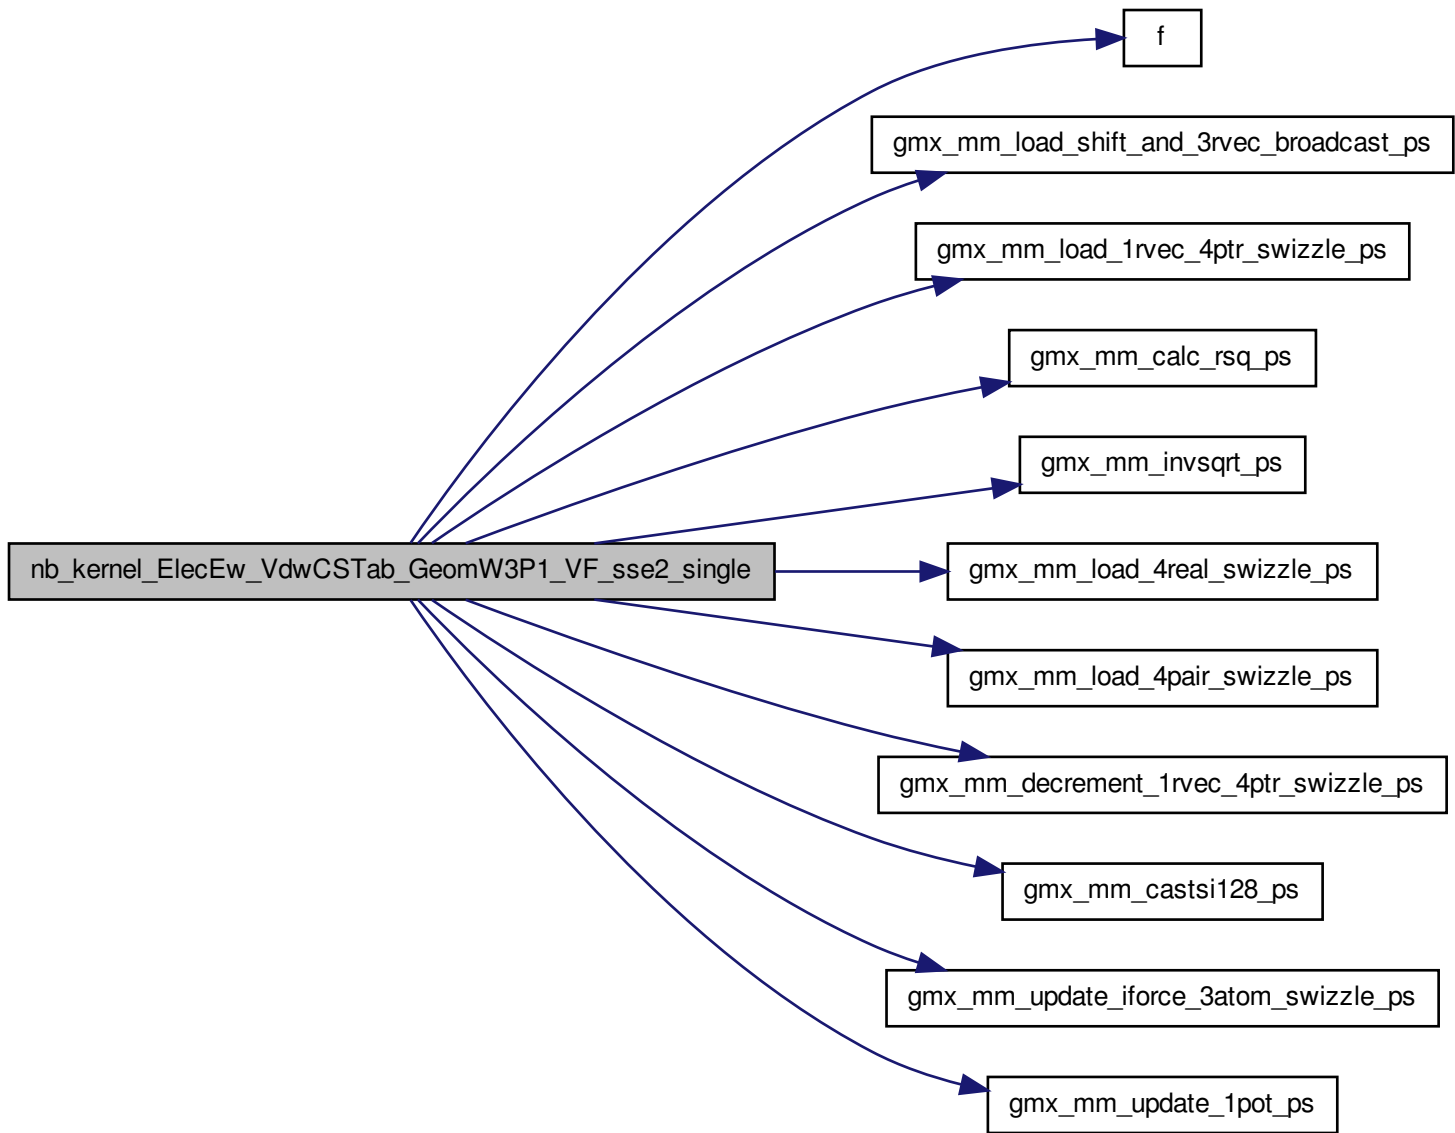 f
gmx_mm_load_shift_and_3rvec_broadcast_ps
gmx_mm_load_1rvec_4ptr_swizzle_ps
gmx_mm_calc_rsq_ps
gmx_mm_invsqrt_ps
nb_kernel_ElecEw_VdwCSTab_GeomW3P1_VF_sse2_single
gmx_mm_load_4real_swizzle_ps
gmx_mm_load_4pair_swizzle_ps
gmx_mm_decrement_1rvec_4ptr_swizzle_ps
gmx_mm_castsi128_ps
gmx_mm_update_iforce_3atom_swizzle_ps
gmx_mm_update_1pot_ps